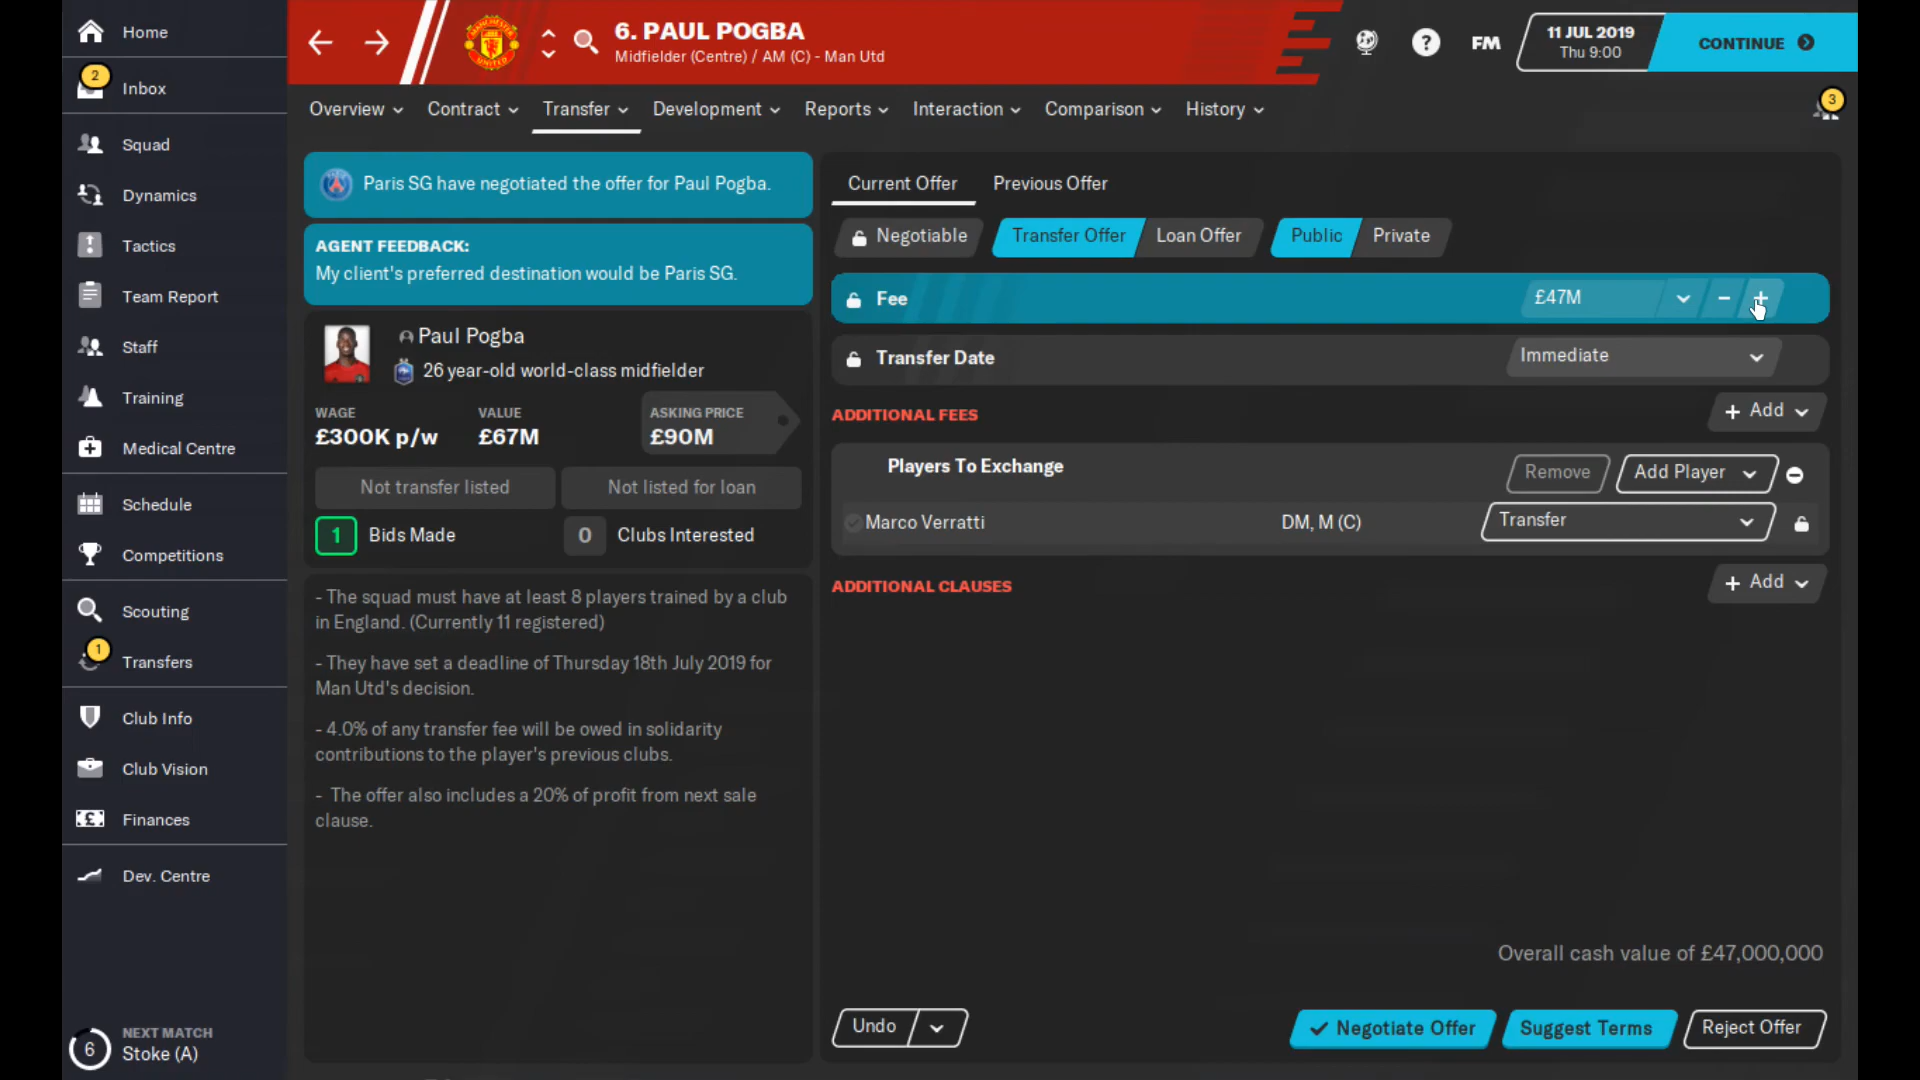 Home
2
Inbox
Squad
Dynamics
Tactics
Team Report
Staff
Training
Medical Centre
Schedule
Competitions
Scouting
1
Transfers
Club Info
Club Vision
Finances
Dev. Centre
6
NEXT MATCH
Stoke (A)
6. PAUL POGBA
Midfielder (Centre) / AM (C) - Man Utd
?
FM
11 JUL 2019
Thu 9:00
CONTINUE
Overview
Contract
Transfer
Development
Reports
Interaction
Comparison
History
3
Paris SG have negotiated the offer for Paul Pogba.
AGENT FEEDBACK:
My client's preferred destination would be Paris SG.
Paul Pogba
26 year-old world-class midfielder
WAGE
£300K p/w
VALUE
£67M
ASKING PRICE
£90M
Not transfer listed
Not listed for loan
1 Bids Made
0 Clubs Interested
- The squad must have at least 8 players trained by a club
in England. (Currently 11 registered)
- They have set a deadline of Thursday 18th July 2019 for
Man Utd's decision.
- 4.0% of any transfer fee will be owed in solidarity
contributions to the player's previous clubs.
- The offer also includes a 20% of profit from next sale
clause.
Current Offer
Previous Offer
Negotiable
Transfer Offer
Loan Offer
Public
Private
Fee
£47M
Transfer Date
Immediate
ADDITIONAL FEES
+ Add
Players To Exchange
Remove
Add Player
Marco Verratti
DM, M (C)
Transfer
ADDITIONAL CLAUSES
+ Add
Overall cash value of £47,000,000
Undo
Negotiate Offer
Suggest Terms
Reject Offer